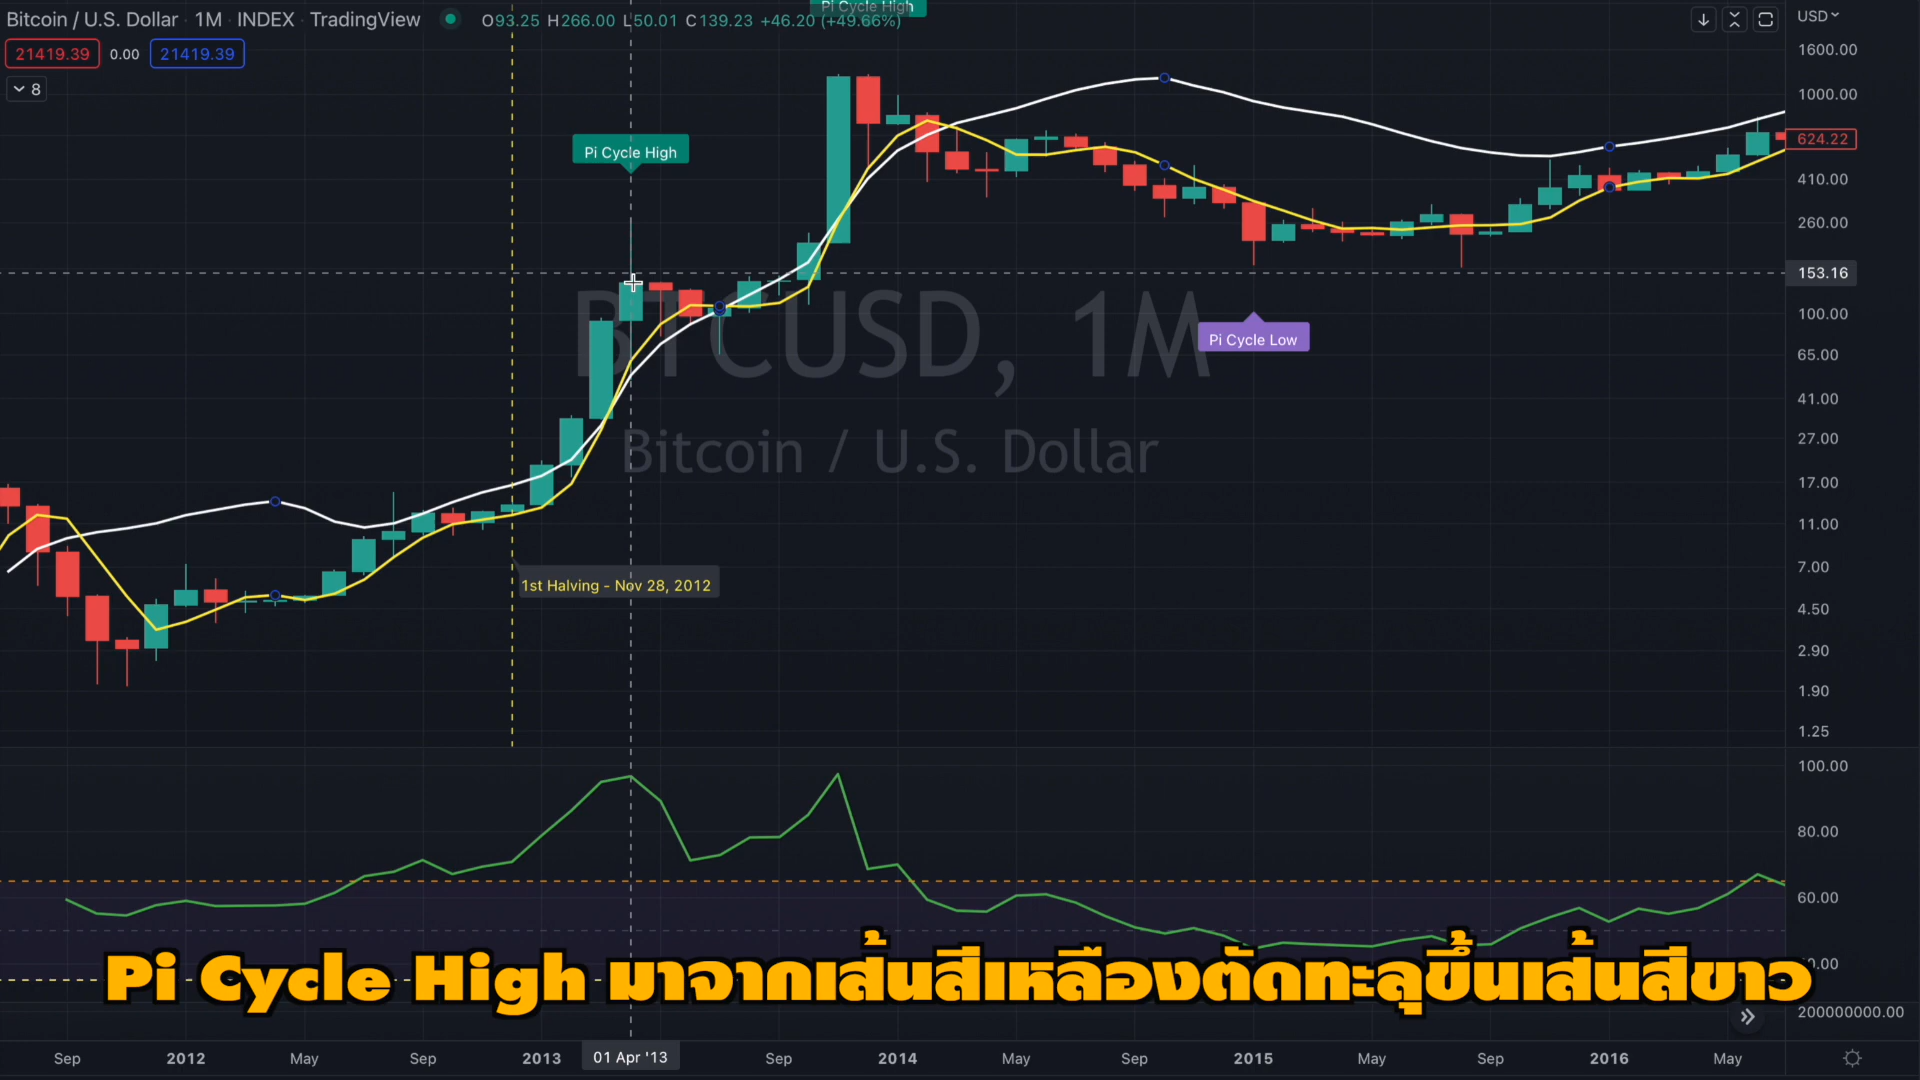 Bitcoin / U.S. Dollar · 1M · INDEX · TradingView
O93.25 H266.00 L50.01 C139.23 +46.20 (+49.66%)
Pi Cycle High
USD
21419.39 0.00 21419.39
8
1600.00
1000.00
624.22
410.00
260.00
153.16
100.00
65.00
41.00
27.00
17.00
11.00
7.00
4.50
2.90
1.90
1.25
100.00
80.00
60.00
40.00
200000000.00
Pi Cycle High
BTCUSD, 1M
Bitcoin / U.S. Dollar
Pi Cycle Low
1st Halving - Nov 28, 2012
Pi Cycle High มาจากเส้นสีเหลืองตัดทะลุขึ้นเส้นสีขาว
Sep 2012 May Sep 2013 01 Apr '13 Sep 2014 May Sep 2015 May Sep 2016 May